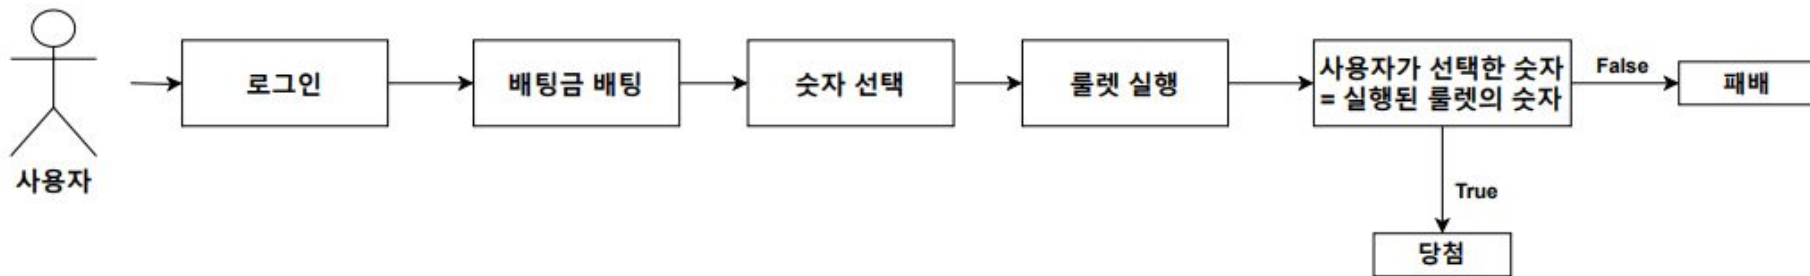 사용자
로그인
배팅금 배팅
숫자 선택
룰렛 실행
사용자가 선택한 숫자
= 실행된 룰렛의 숫자
False
패배
True
당첨